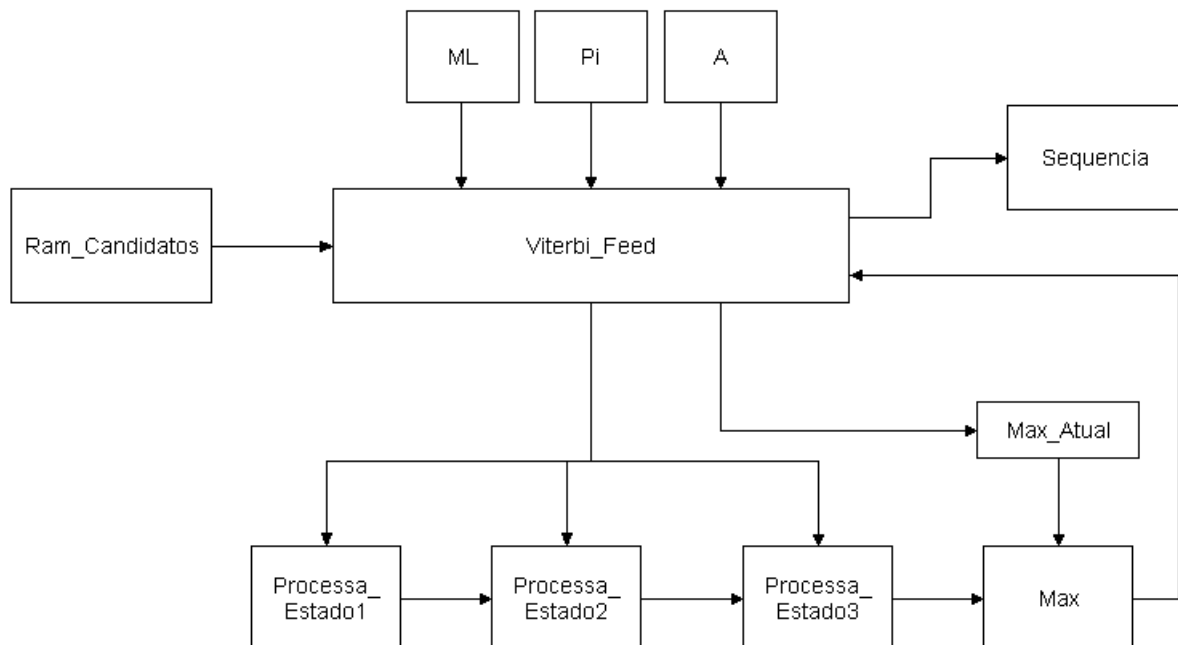 ML
Pi
A
Sequencia
Ram_Candidatos
Viterbi_Feed
Max_Atual
Processa_
Estado1
Processa_
Estado2
Processa_
Estado3
Max